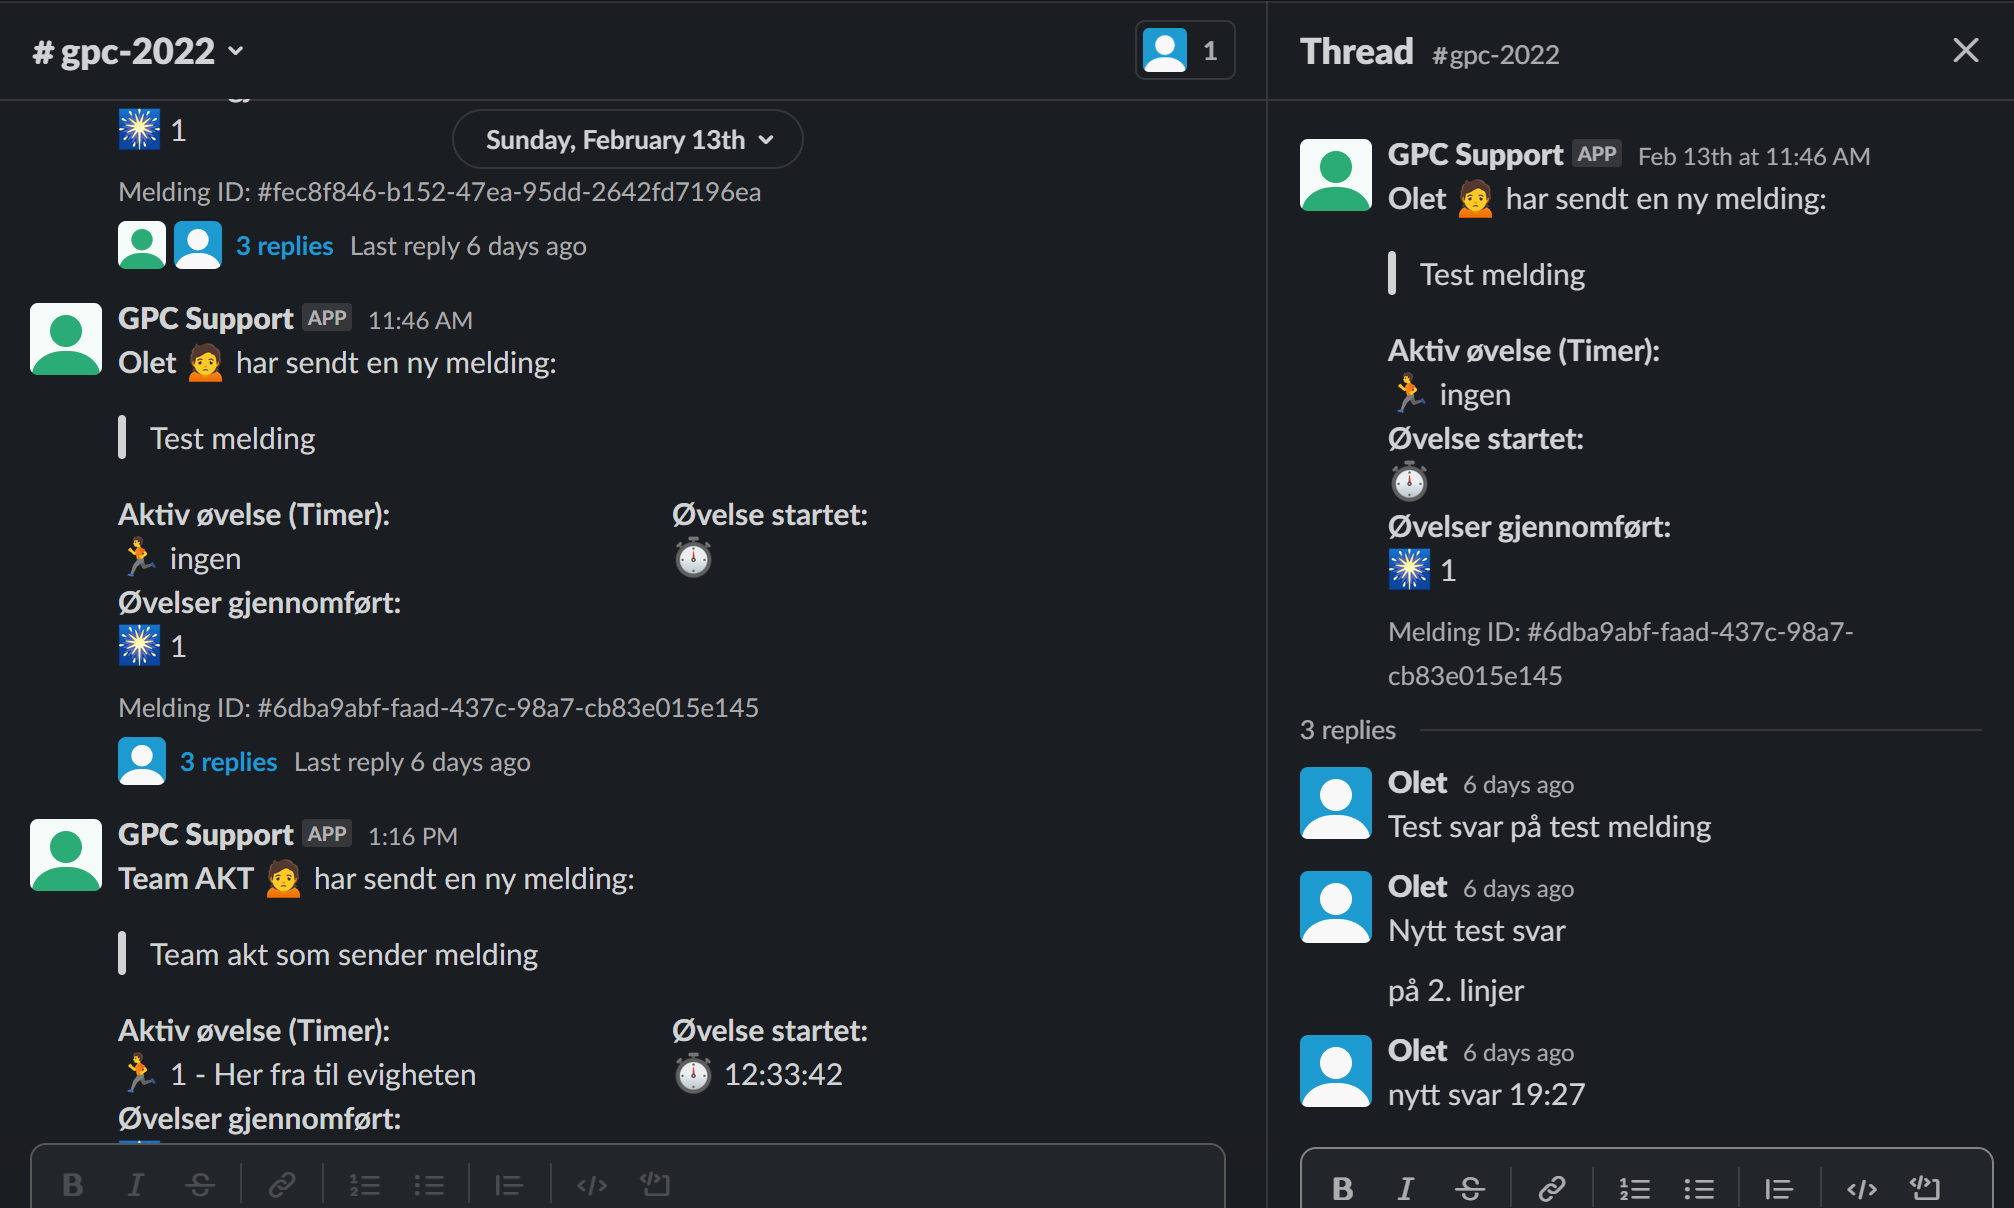 # gpc-2022
1
1
Sunday, February 13th
Melding ID: #fec8f846-b152-47ea-95dd-2642fd7196ea
3 replies Last reply 6 days ago
GPC Support APP 11:46 AM
Olet har sendt en ny melding:
Test melding
Aktiv øvelse (Timer): Øvelse startet:
ingen
Øvelser gjennomført:
1
Melding ID: #6dba9abf-faad-437c-98a7-cb83e015e145
3 replies Last reply 6 days ago
GPC Support APP 1:16 PM
Team AKT har sendt en ny melding:
Team akt som sender melding
Aktiv øvelse (Timer): Øvelse startet:
1 - Her fra til evigheten 12:33:42
Øvelser gjennomført:
Thread #gpc-2022
GPC Support APP Feb 13th at 11:46 AM
Olet har sendt en ny melding:
Test melding
Aktiv øvelse (Timer):
ingen
Øvelse startet:
Øvelser gjennomført:
1
Melding ID: #6dba9abf-faad-437c-98a7-
cb83e015e145
3 replies
Olet 6 days ago
Test svar på test melding
Olet 6 days ago
Nytt test svar
på 2. linjer
Olet 6 days ago
nytt svar 19:27